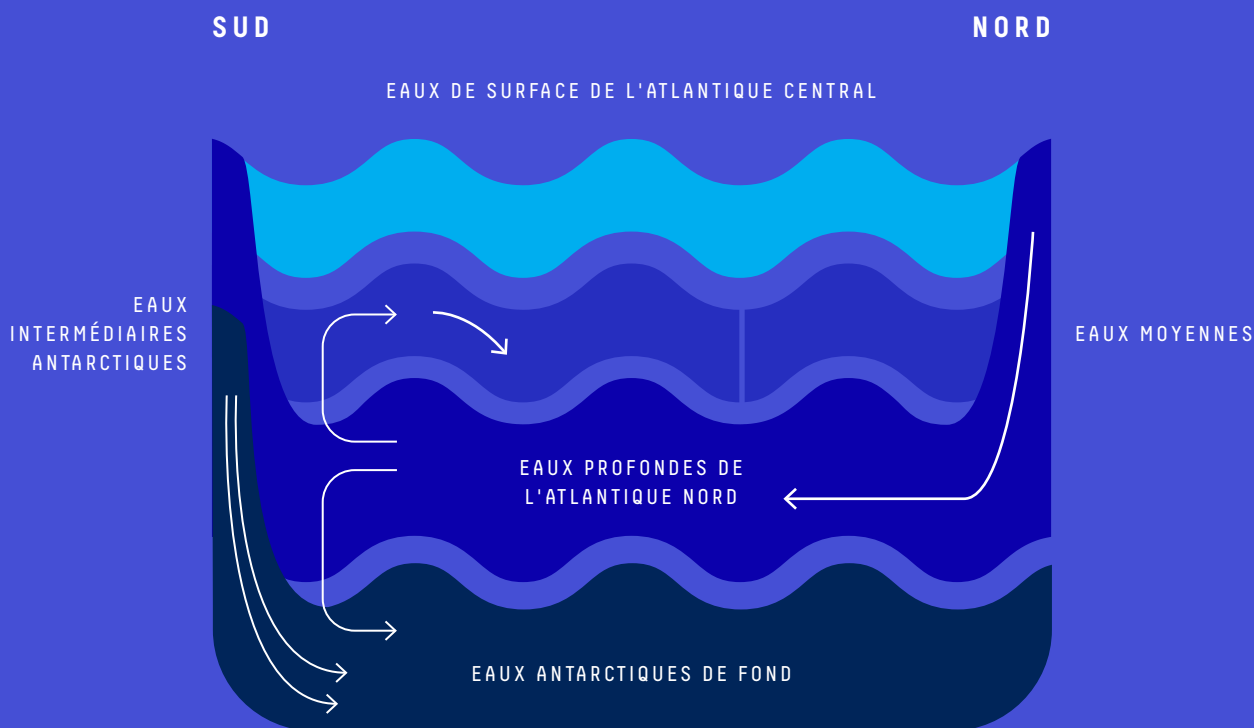 SUD
NORD
EAUX DE SURFACE DE L'ATLANTIQUE CENTRAL
EAUX
INTERMÉDIAIRES
ANTARCTIQUES
EAUX MOYENNES
EAUX PROFONDES DE
L'ATLANTIQUE NORD
EAUX ANTARCTIQUES DE FOND